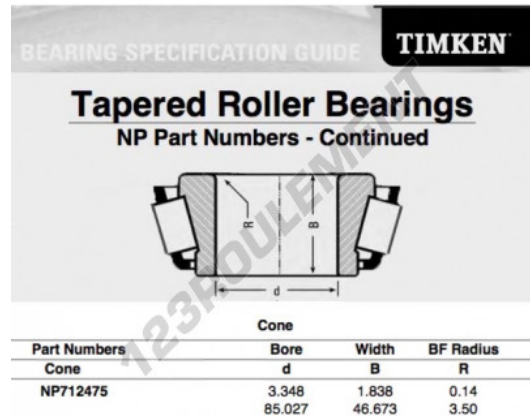 BEARING SPECIFICATION GUIDE
TIMKEN
Tapered Roller Bearings
NP Part Numbers - Continued
R
B
d
123ROULEMENT
Cone
Part Numbers Bore Width BF Radius
Cone d B R
NP712475 3.348 1.838 0.14
85.027 46.673 3.50